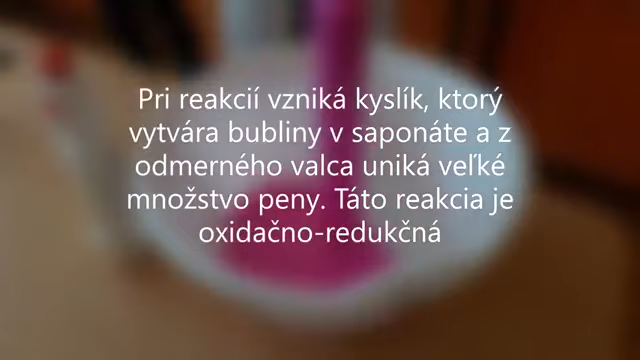 Pri reakcií vzniká kyslík, ktorý
vytvára bubliny v saponáte a z
odmerného valca uniká veľké
množstvo peny. Táto reakcia je
oxidačno-redukčná